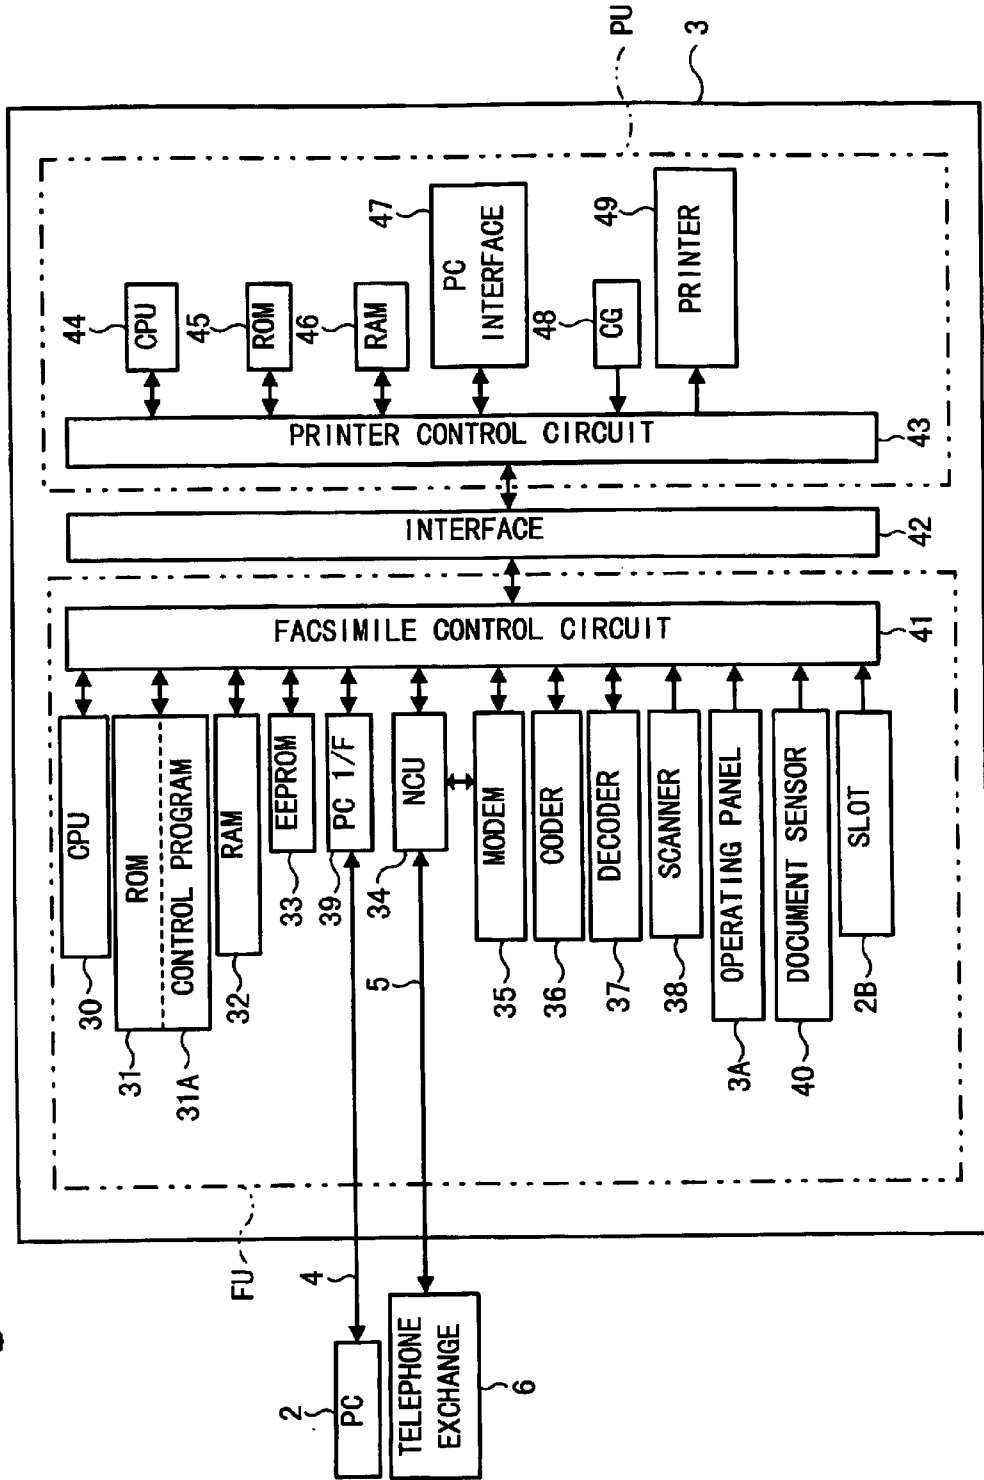 FU
CPU
30
ROM
31
CONTROL PROGRAM
31A
RAM
32
EEPROM
33
PC I/F
39
NCU
34
MODEM
35
CODER
36
DECODER
37
SCANNER
38
OPERATING PANEL
3A
DOCUMENT SENSOR
40
SLOT
2B
FACSIMILE CONTROL CIRCUIT
41
INTERFACE
42
PRINTER CONTROL CIRCUIT
43
44
CPU
45
ROM
46
RAM
47
PC
INTERFACE
48
CG
49
PRINTER
PU
3
2
PC
4
5
TELEPHONE
EXCHANGE
6